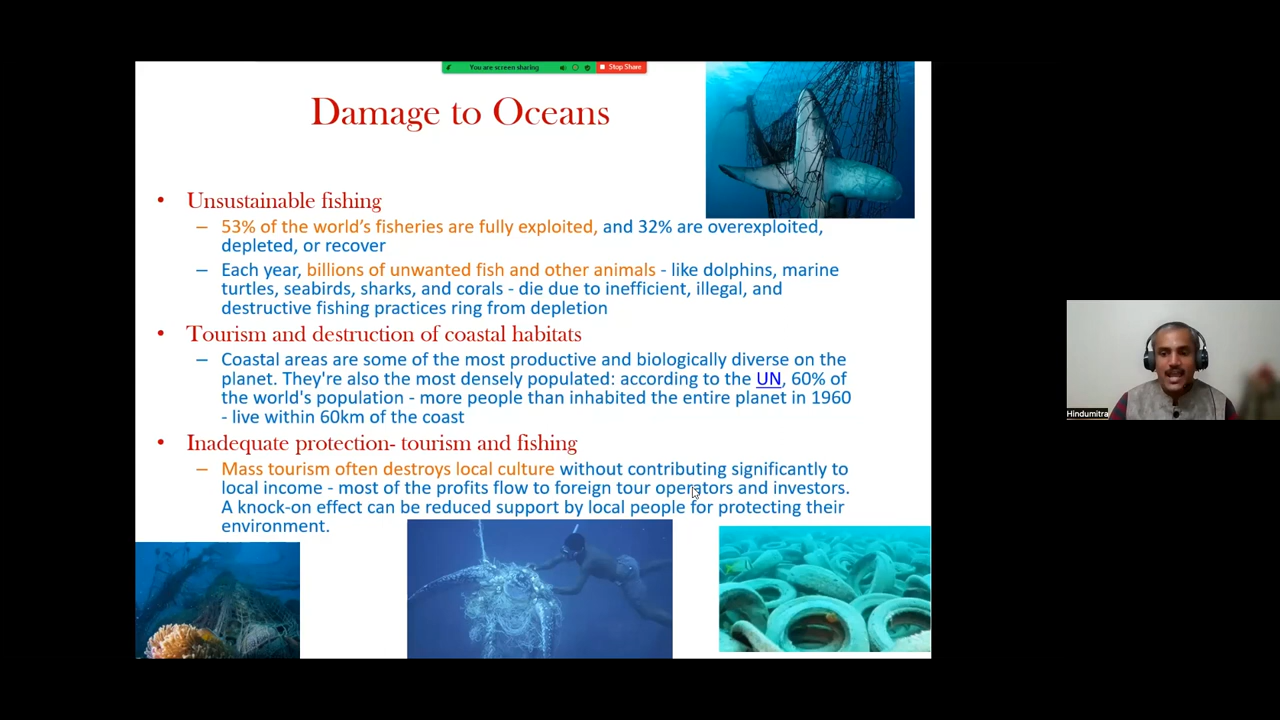 You are screen sharing Stop Share
Damage to Oceans
• Unsustainable fishing
– 53% of the world's fisheries are fully exploited, and 32% are overexploited,
depleted, or recover
– Each year, billions of unwanted fish and other animals - like dolphins, marine
turtles, seabirds, sharks, and corals - die due to inefficient, illegal, and
destructive fishing practices ring from depletion
• Tourism and destruction of coastal habitats
– Coastal areas are some of the most productive and biologically diverse on the
planet. They're also the most densely populated: according to the UN, 60% of
the world's population - more people than inhabited the entire planet in 1960
- live within 60km of the coast
• Inadequate protection- tourism and fishing
– Mass tourism often destroys local culture without contributing significantly to
local income - most of the profits flow to foreign tour operators and investors.
A knock-on effect can be reduced support by local people for protecting their
environment.
Hindumitra